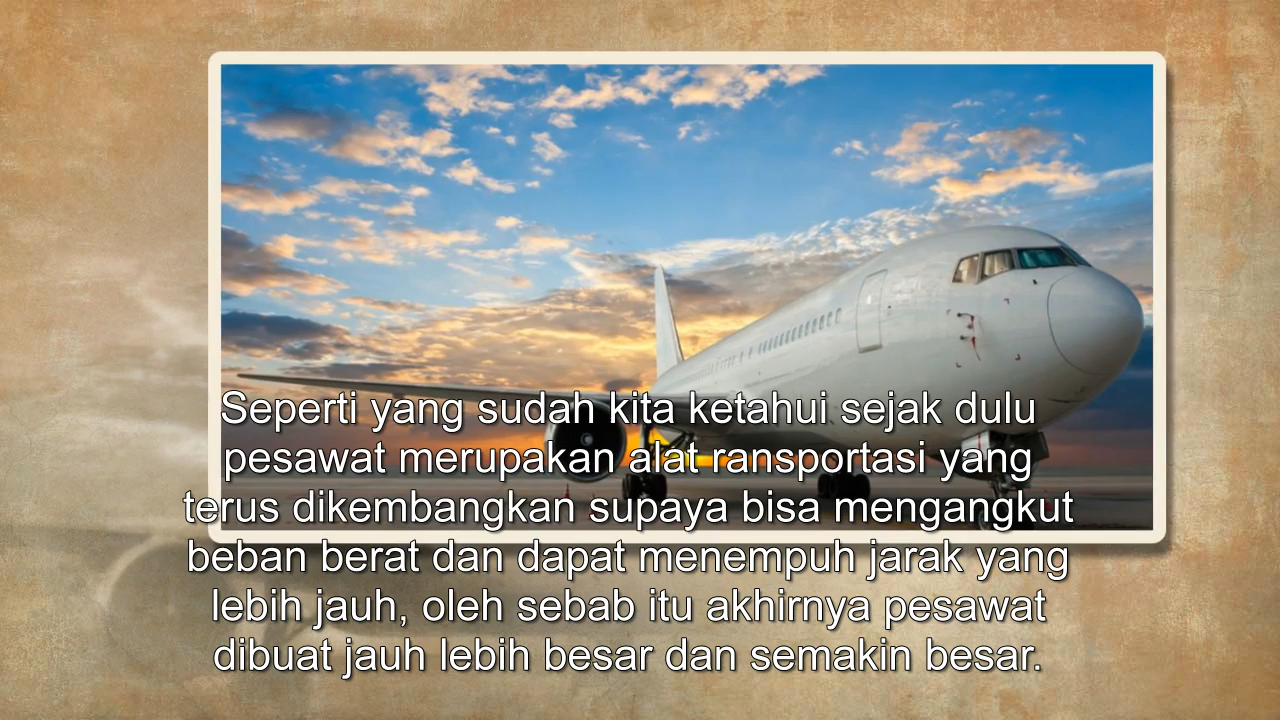 Seperti yang sudah kita ketahui sejak dulu
pesawat merupakan alat ransportasi yang
terus dikembangkan supaya bisa mengangkut
beban berat dan dapat menempuh jarak yang
lebih jauh, oleh sebab itu akhirnya pesawat
dibuat jauh lebih besar dan semakin besar.